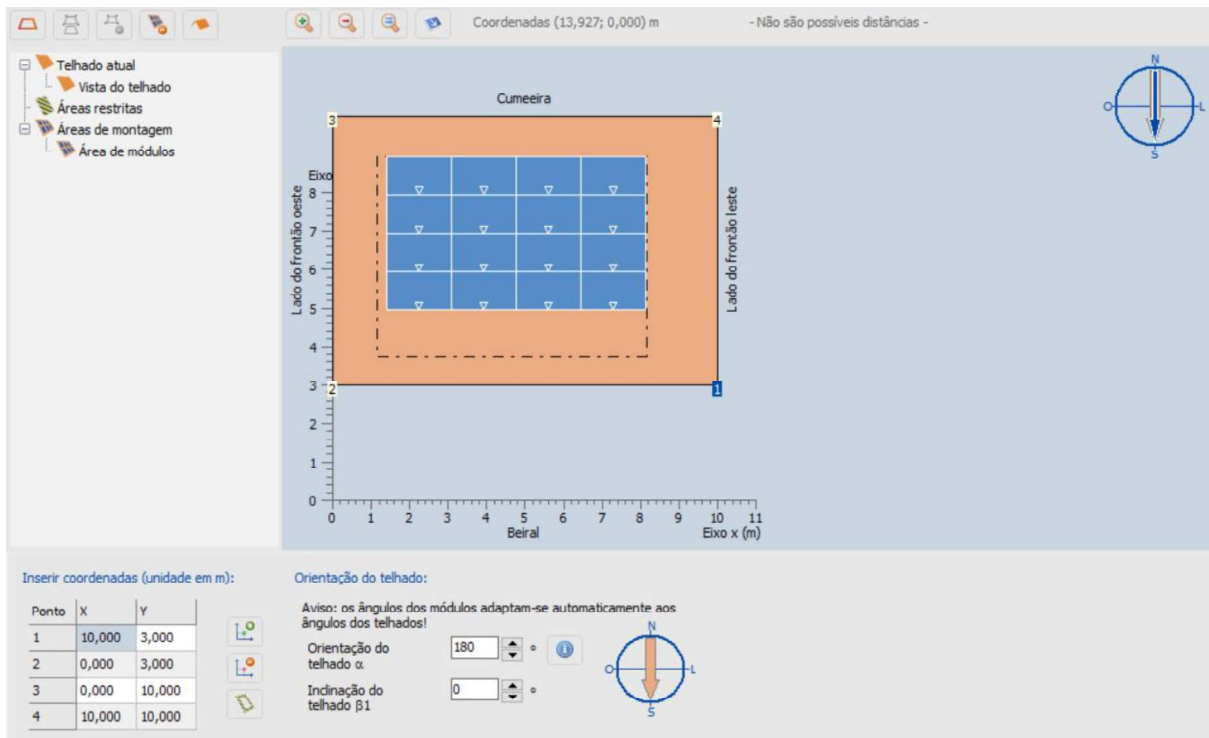 Coordenadas (13,927; 0,000) m
- Não são possíveis distâncias -
Telhado atual
Vista do telhado
Áreas restritas
Áreas de montagem
Área de módulos
N
O
L
S
Cumeeira
3
4
Eixo
Lado do frontão oeste
Lado do frontão leste
8
7
6
5
4
3
2
1
0
2
1
0 1 2 3 4 5 6 7 8 9 10 11
Beiral
Eixo x (m)
Inserir coordenadas (unidade em m):
Ponto X Y
1 10,000 3,000
2 0,000 3,000
3 0,000 10,000
4 10,000 10,000
Orientação do telhado:
Aviso: os ângulos dos módulos adaptam-se automaticamente aos
ângulos dos telhados!
Orientação do
telhado α
180 °
Inclinação do
telhado β1
0 °
N
O
L
S